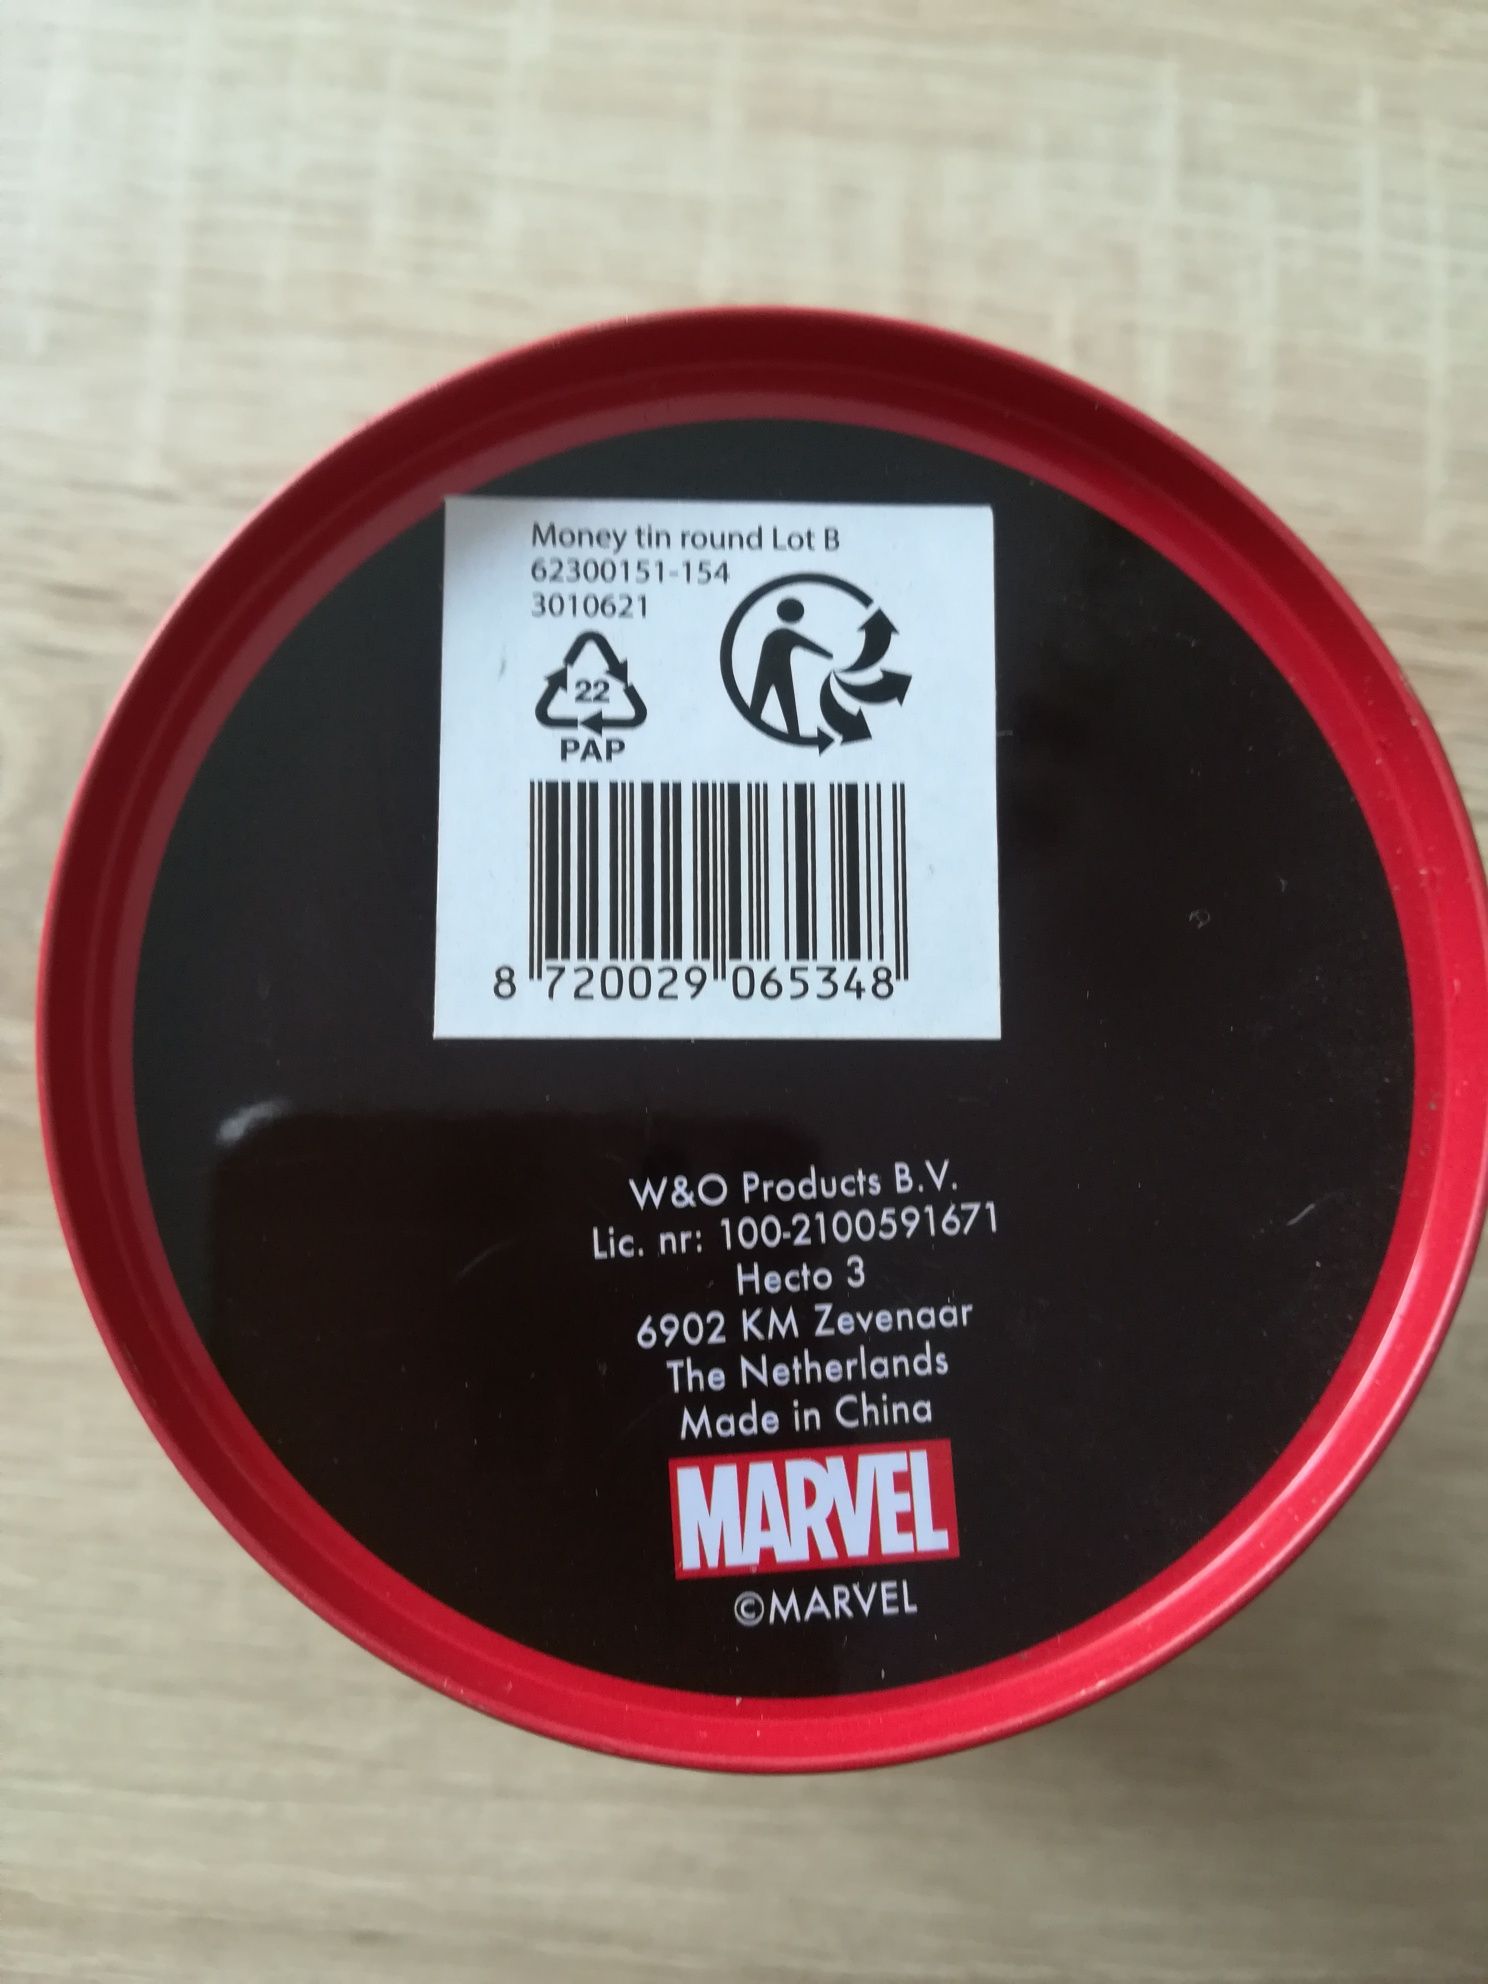 Money tin round Lot B
62300151-154
3010621
22
PAP
8 720029 065348
W&O Products B.V.
Lic. nr: 100-2100591671
Hecto 3
6902 KM Zevenaar
The Netherlands
Made in China
MARVEL
©MARVEL